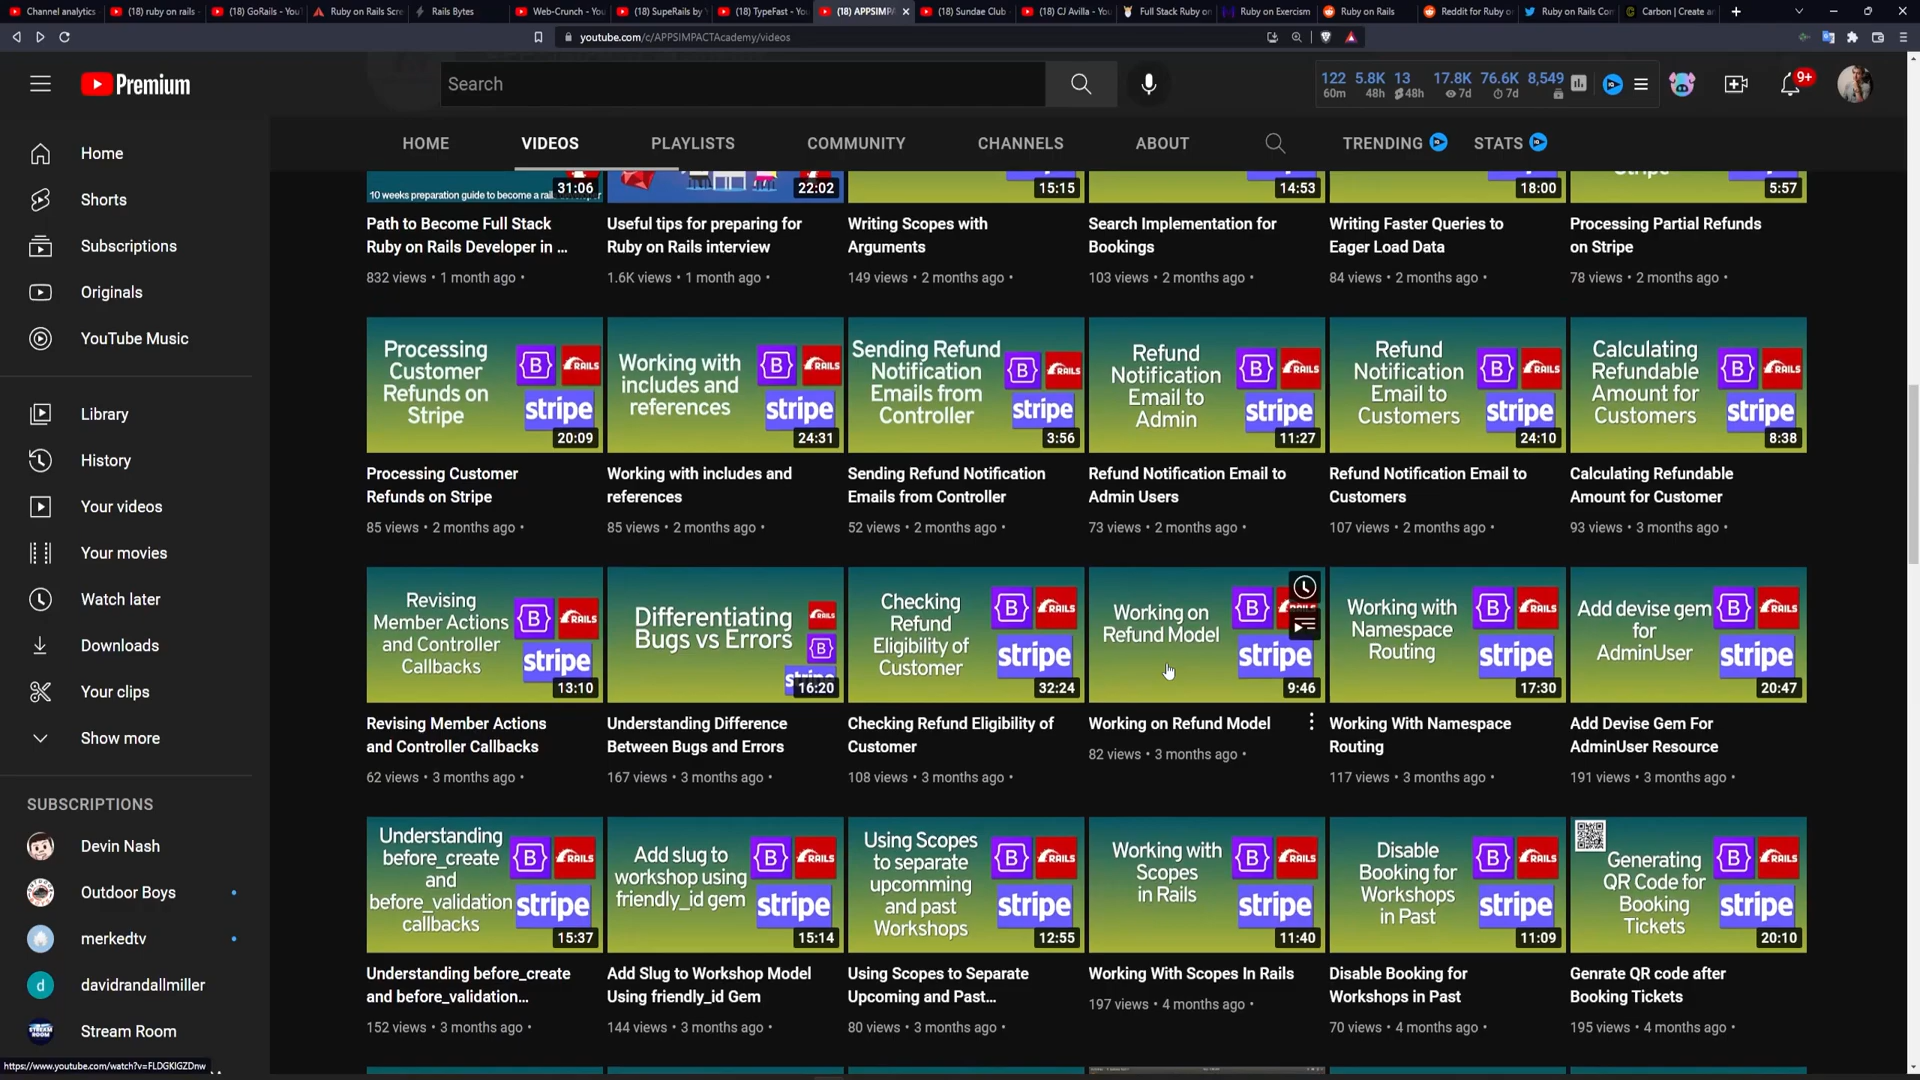 Channel analytics
(18) ruby on rails
(18) GoRails - You
Ruby on Rails Scre
Rails Bytes
Web-Crunch - You
(18) SupeRails by
(18) TypeFast - You
(18) APPSIMP
(18) Sundae Club
(18) CJ Avilla - You
Full Stack Ruby on
Ruby on Exercism
Ruby on Rails
Reddit for Ruby o
Ruby on Rails Con
Carbon | Create a
youtube.com/c/APPSIMPACTAcademy/videos
Premium
Search
122 5.8K 13 17.8K 76.6K 8,549
60m 48h 48h 7d 7d
9+
HOME VIDEOS PLAYLISTS COMMUNITY CHANNELS ABOUT TRENDING STATS
Home
Shorts
Subscriptions
Originals
YouTube Music
Library
History
Your videos
Your movies
Watch later
Downloads
Your clips
Show more
SUBSCRIPTIONS
Devin Nash
Outdoor Boys
merkedtv
d davidrandallmiller
Stream Room
10 weeks preparation guide to become a rai
31:06
22:02
15:15
14:53
18:00
5:57
Path to Become Full Stack
Ruby on Rails Developer in ...
832 views • 1 month ago •
Useful tips for preparing for
Ruby on Rails interview
1.6K views • 1 month ago •
Writing Scopes with
Arguments
149 views • 2 months ago •
Search Implementation for
Bookings
103 views • 2 months ago •
Writing Faster Queries to
Eager Load Data
84 views • 2 months ago •
Processing Partial Refunds
on Stripe
78 views • 2 months ago •
Processing
Customer
Refunds on
Stripe
B RAILS
stripe
20:09
Processing Customer
Refunds on Stripe
85 views • 2 months ago •
Working with
includes and
references
B RAILS
stripe
24:31
Working with includes and
references
85 views • 2 months ago •
Sending Refund
Notification
Emails from
Controller
B RAILS
stripe
3:56
Sending Refund Notification
Emails from Controller
52 views • 2 months ago •
Refund
Notification
Email to
Admin
B RAILS
stripe
11:27
Refund Notification Email to
Admin Users
73 views • 2 months ago •
Refund
Notification
Email to
Customers
B RAILS
stripe
24:10
Refund Notification Email to
Customers
107 views • 2 months ago •
Calculating
Refundable
Amount for
Customers
B RAILS
stripe
8:38
Calculating Refundable
Amount for Customer
93 views • 3 months ago •
Revising
Member Actions
and Controller
Callbacks
B RAILS
stripe
13:10
Revising Member Actions
and Controller Callbacks
62 views • 3 months ago •
Differentiating
Bugs vs Errors
RAILS
B
16:20
Understanding Difference
Between Bugs and Errors
167 views • 3 months ago •
Checking
Refund
Eligibility of
Customer
B RAILS
stripe
32:24
Checking Refund Eligibility of
Customer
108 views • 3 months ago •
Working on
Refund Model
B RAILS
stripe
9:46
Working on Refund Model
82 views • 3 months ago •
Working with
Namespace
Routing
B RAILS
stripe
17:30
Working With Namespace
Routing
117 views • 3 months ago •
Add devise gem
for
AdminUser
B RAILS
stripe
20:47
Add Devise Gem For
AdminUser Resource
191 views • 3 months ago •
Understanding
before_create
and
before_validation
callbacks
B RAILS
stripe
15:37
Understanding before_create
and before_validation...
152 views • 3 months ago •
Add slug to
workshop using
friendly_id gem
B RAILS
stripe
15:14
Add Slug to Workshop Model
Using friendly_id Gem
144 views • 3 months ago •
Using Scopes
to separate
upcomming
and past
Workshops
B RAILS
stripe
12:55
Using Scopes to Separate
Upcoming and Past...
80 views • 3 months ago •
Working with
Scopes
in Rails
B RAILS
stripe
11:40
Working With Scopes In Rails
197 views • 4 months ago •
Disable
Booking for
Workshops
in Past
B RAILS
stripe
11:09
Disable Booking for
Workshops in Past
70 views • 4 months ago •
Generating
QR Code for
Booking
Tickets
B RAILS
stripe
20:10
Genrate QR code after
Booking Tickets
195 views • 4 months ago •
https://www.youtube.com/watch?v=FLDGKIGZDnw